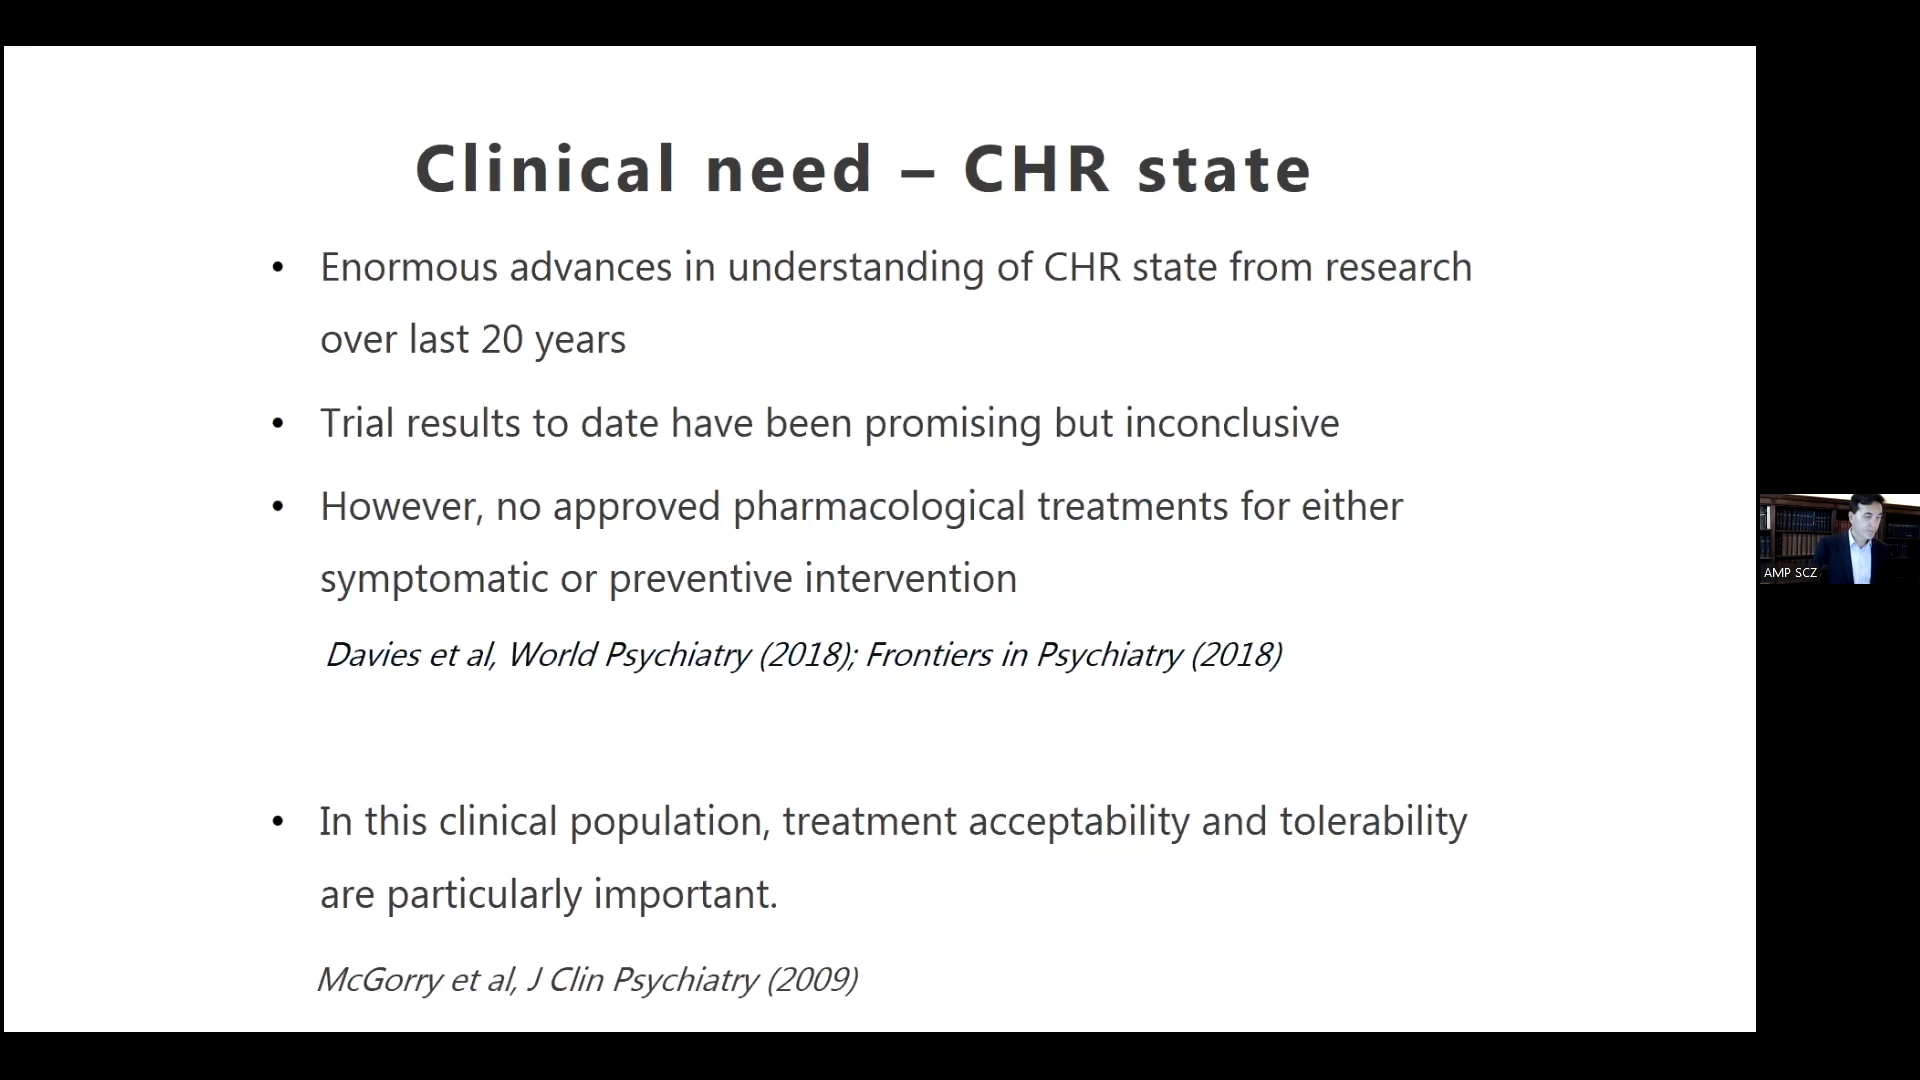 Clinical need – CHR state
• Enormous advances in understanding of CHR state from research
over last 20 years
• Trial results to date have been promising but inconclusive
• However, no approved pharmacological treatments for either
symptomatic or preventive intervention
Davies et al, World Psychiatry (2018); Frontiers in Psychiatry (2018)
AMP SCZ
• In this clinical population, treatment acceptability and tolerability
are particularly important.
McGorry et al, J Clin Psychiatry (2009)